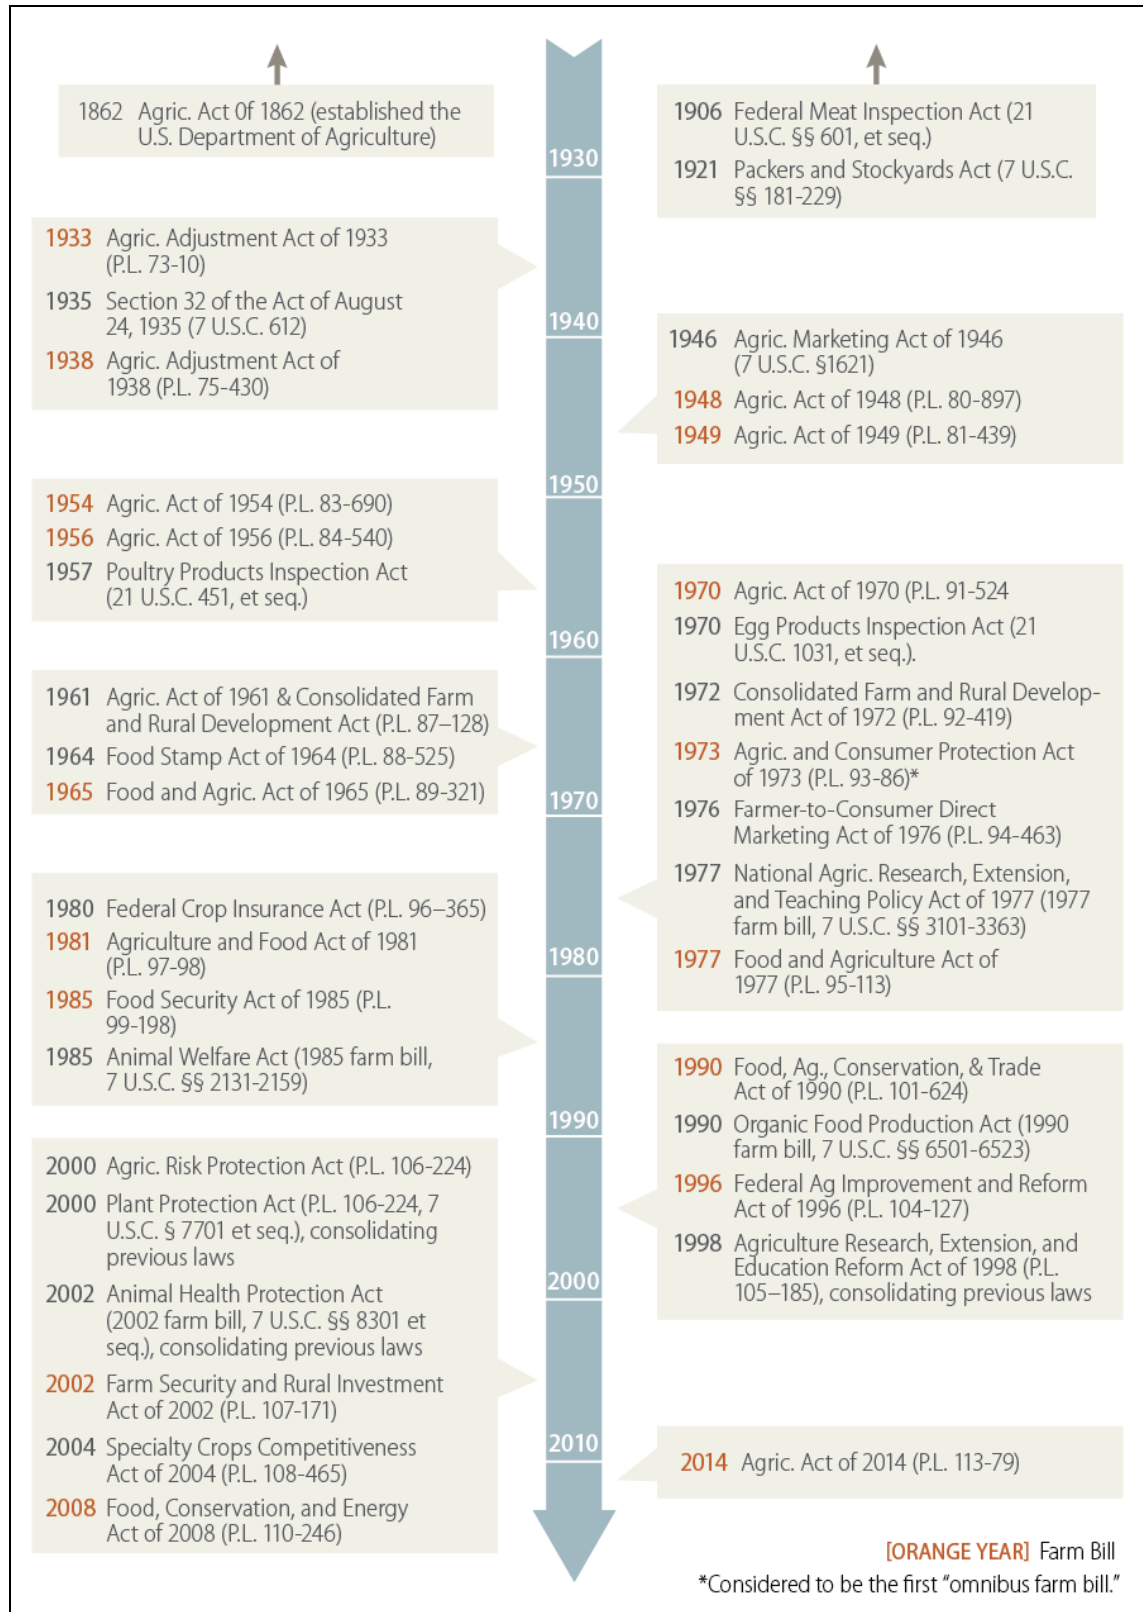 1862 Agric. Act 0f 1862 (established the
U.S. Department of Agriculture)
1906 Federal Meat Inspection Act (21
U.S.C. §§ 601, et seq.)
1921 Packers and Stockyards Act (7 U.S.C.
§§ 181-229)
1930
1933 Agric. Adjustment Act of 1933
(P.L. 73-10)
1935 Section 32 of the Act of August
24, 1935 (7 U.S.C. 612)
1938 Agric. Adjustment Act of
1938 (P.L. 75-430)
1940
1946 Agric. Marketing Act of 1946
(7 U.S.C. §1621)
1948 Agric. Act of 1948 (P.L. 80-897)
1949 Agric. Act of 1949 (P.L. 81-439)
1950
1954 Agric. Act of 1954 (P.L. 83-690)
1956 Agric. Act of 1956 (P.L. 84-540)
1957 Poultry Products Inspection Act
(21 U.S.C. 451, et seq.)
1960
1961 Agric. Act of 1961 & Consolidated Farm
and Rural Development Act (P.L. 87–128)
1964 Food Stamp Act of 1964 (P.L. 88-525)
1965 Food and Agric. Act of 1965 (P.L. 89-321)
1970
1970 Agric. Act of 1970 (P.L. 91-524
1970 Egg Products Inspection Act (21
U.S.C. 1031, et seq.).
1972 Consolidated Farm and Rural Develop-
ment Act of 1972 (P.L. 92-419)
1973 Agric. and Consumer Protection Act
of 1973 (P.L. 93-86)*
1976 Farmer-to-Consumer Direct
Marketing Act of 1976 (P.L. 94-463)
1977 National Agric. Research, Extension,
and Teaching Policy Act of 1977 (1977
farm bill, 7 U.S.C. §§ 3101-3363)
1977 Food and Agriculture Act of
1977 (P.L. 95-113)
1980
1980 Federal Crop Insurance Act (P.L. 96–365)
1981 Agriculture and Food Act of 1981
(P.L. 97-98)
1985 Food Security Act of 1985 (P.L.
99-198)
1985 Animal Welfare Act (1985 farm bill,
7 U.S.C. §§ 2131-2159)
1990
1990 Food, Ag., Conservation, & Trade
Act of 1990 (P.L. 101-624)
1990 Organic Food Production Act (1990
farm bill, 7 U.S.C. §§ 6501-6523)
1996 Federal Ag Improvement and Reform
Act of 1996 (P.L. 104-127)
1998 Agriculture Research, Extension, and
Education Reform Act of 1998 (P.L.
105–185), consolidating previous laws
2000
2000 Agric. Risk Protection Act (P.L. 106-224)
2000 Plant Protection Act (P.L. 106-224, 7
U.S.C. § 7701 et seq.), consolidating
previous laws
2002 Animal Health Protection Act
(2002 farm bill, 7 U.S.C. §§ 8301 et
seq.), consolidating previous laws
2002 Farm Security and Rural Investment
Act of 2002 (P.L. 107-171)
2004 Specialty Crops Competitiveness
Act of 2004 (P.L. 108-465)
2008 Food, Conservation, and Energy
Act of 2008 (P.L. 110-246)
2010
2014 Agric. Act of 2014 (P.L. 113-79)
[ORANGE YEAR] Farm Bill
*Considered to be the first “omnibus farm bill.”